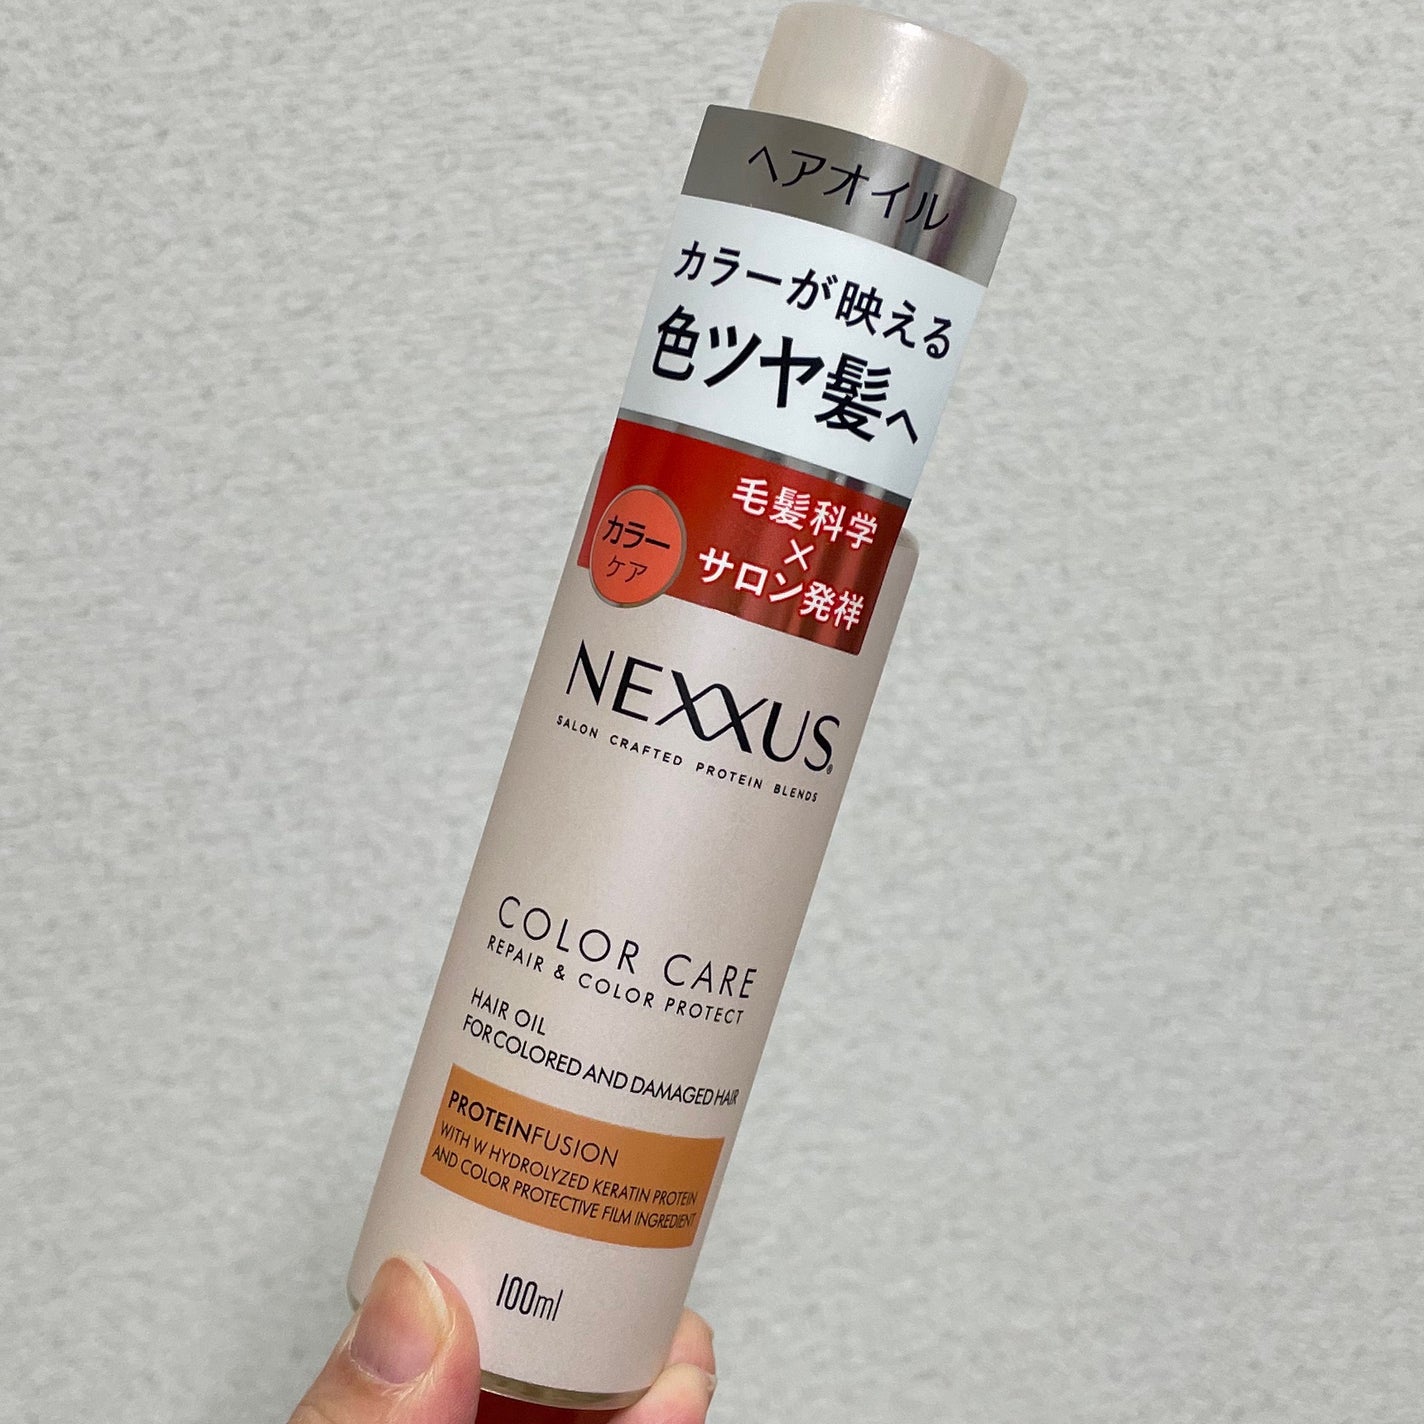 ヘアオイル
カラーが映える
色ツヤ髪へ
毛髪科学
×
サロン発祥
カラー
ケア
NEXXUS®
SALON CRAFTED PROTEIN BLENDS
COLOR CARE
REPAIR & COLOR PROTECT
HAIR OIL
FOR COLORED AND DAMAGED HAIR
PROTEINFUSION
WITH W HYDROLYZED KERATIN PROTEIN
AND COLOR PROTECTIVE FILM INGREDIENT
100ml